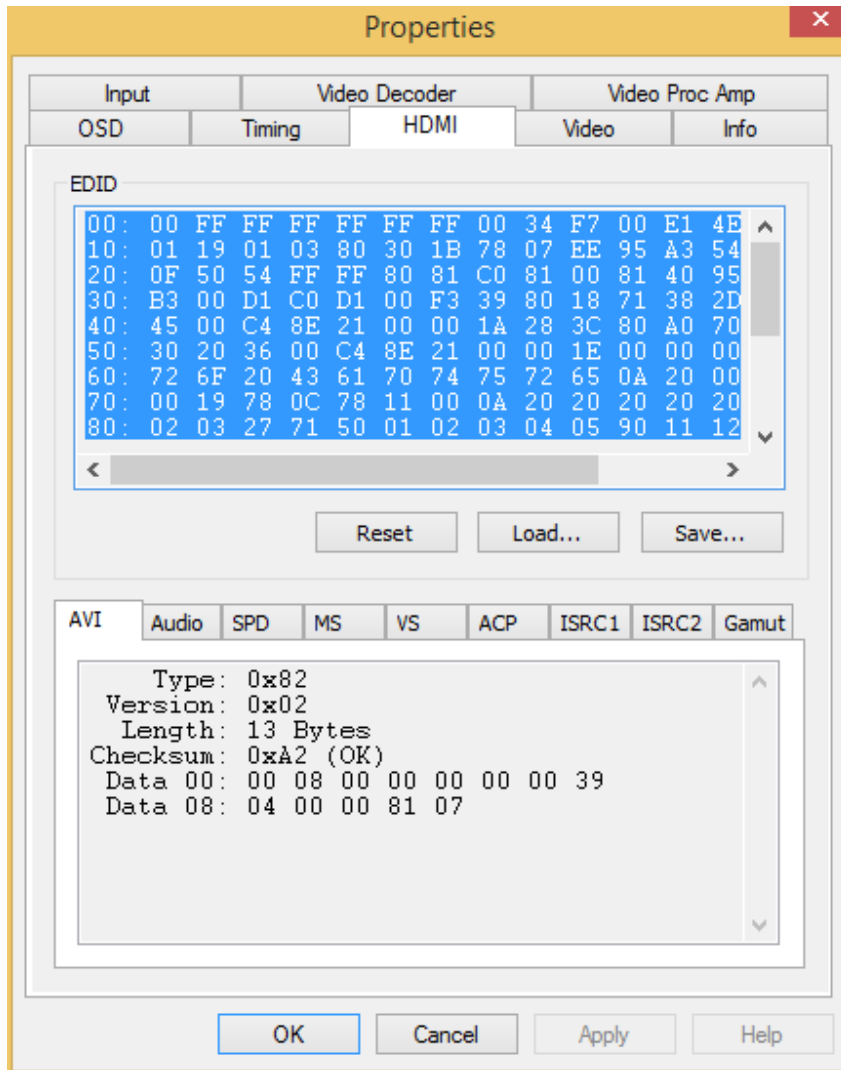 Properties
Input Video Decoder Video Proc Amp
OSD Timing HDMI Video Info
EDID
00: 00 FF FF FF FF FF FF 00 34 F7 00 E1 4E
10: 01 19 01 03 80 30 1B 78 07 EE 95 A3 54
20: 0F 50 54 FF FF 80 81 C0 81 00 81 40 95
30: B3 00 D1 C0 D1 00 F3 39 80 18 71 38 2D
40: 45 00 C4 8E 21 00 00 1A 28 3C 80 A0 70
50: 30 20 36 00 C4 8E 21 00 00 1E 00 00 00
60: 72 6F 20 43 61 70 74 75 72 65 0A 20 00
70: 00 19 78 0C 78 11 00 0A 20 20 20 20 20
80: 02 03 27 71 50 01 02 03 04 05 90 11 12
Reset Load... Save...
AVI Audio SPD MS VS ACP ISRC1 ISRC2 Gamut
Type: 0x82
Version: 0x02
Length: 13 Bytes
Checksum: 0xA2 (OK)
Data 00: 00 08 00 00 00 00 00 39
Data 08: 04 00 00 81 07
OK Cancel Apply Help